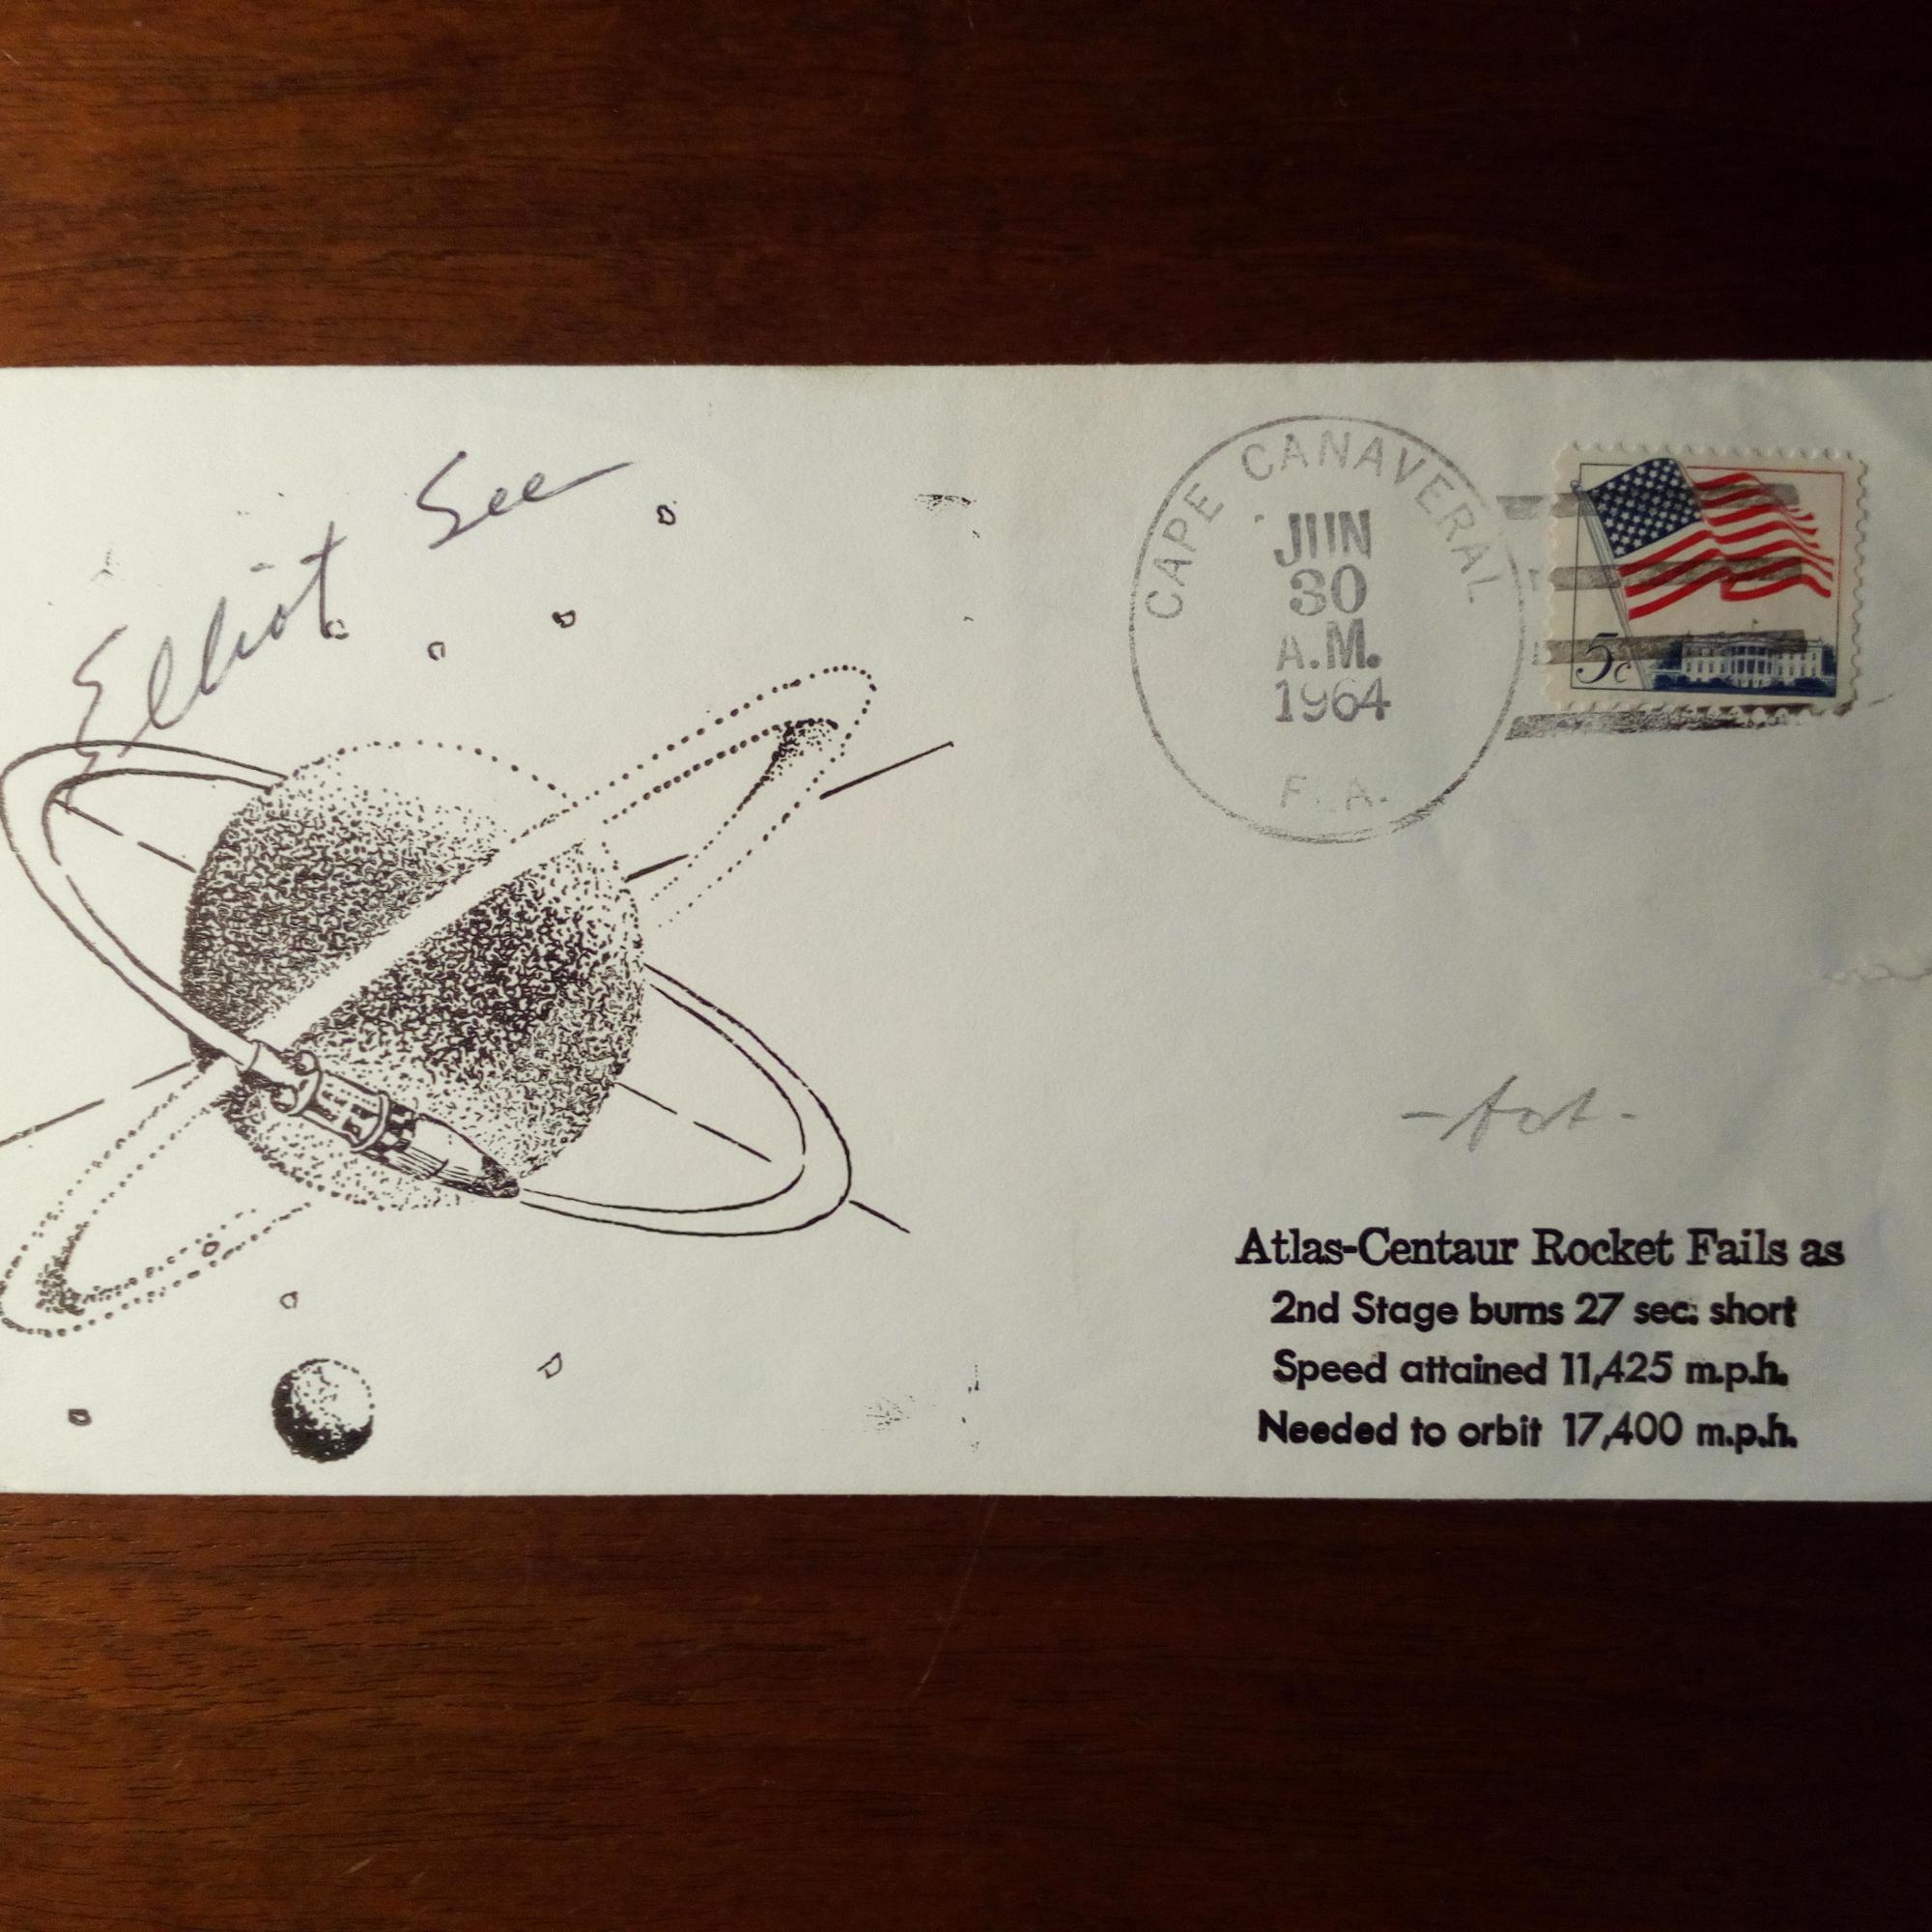 Elliot See
CAPE CANAVERAL
JUN
30
A.M.
1964
5c
Atlas-Centaur Rocket Fails as
2nd Stage burns 27 sec. short
Speed attained 11,425 m.p.h.
Needed to orbit 17,400 m.p.h.